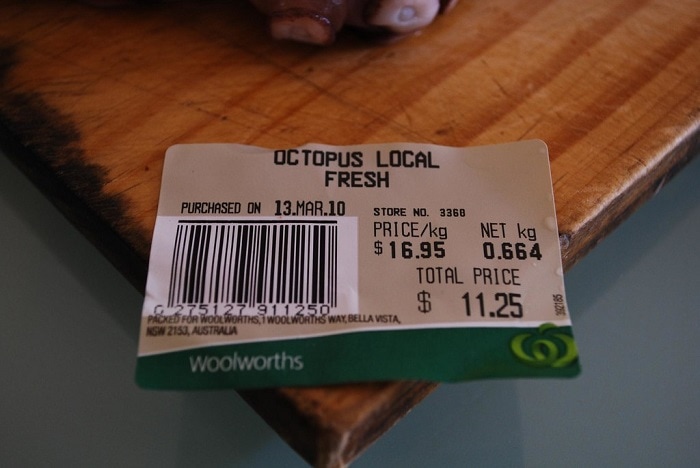 OCTOPUS LOCAL
FRESH
PURCHASED ON 13.MAR.10
STORE NO. 3360
PRICE/kg NET kg
$16.95 0.664
TOTAL PRICE
$ 11.25
0 275127 911250
PACKED FOR WOOLWORTHS, 1 WOOLWORTHS WAY, BELLA VISTA,
NSW 2153, AUSTRALIA
woolworths